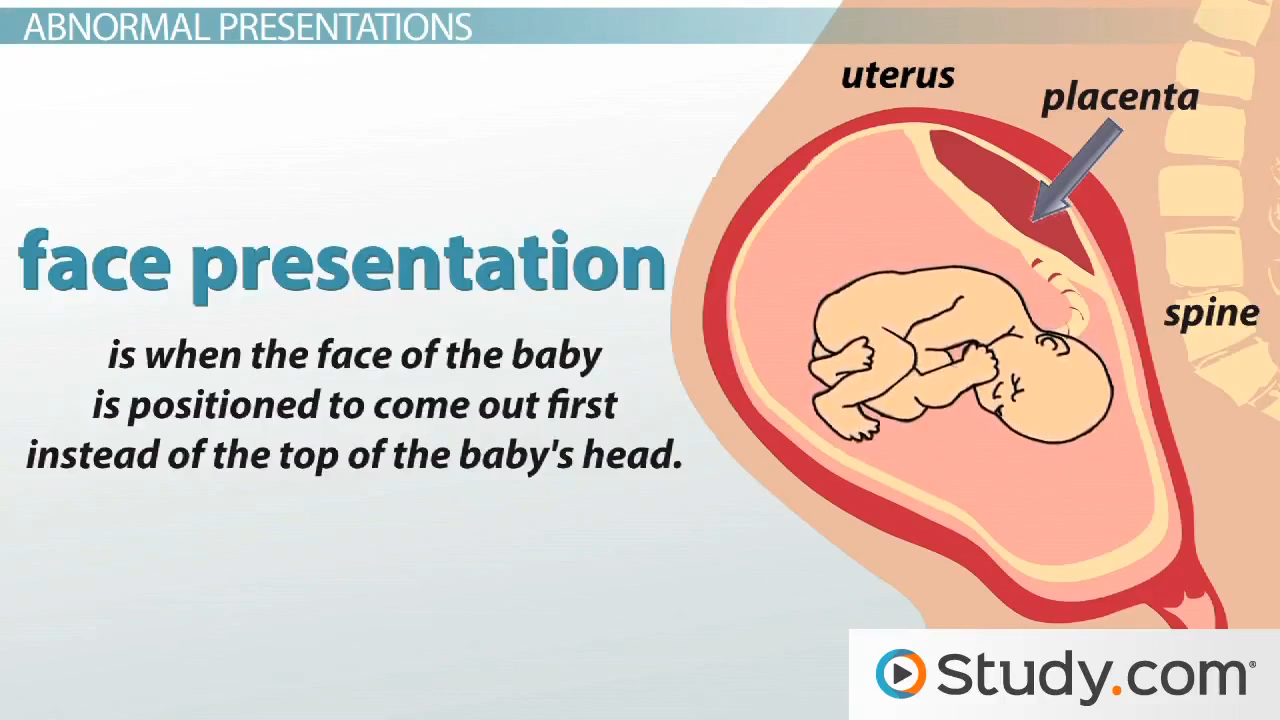 ABNORMAL PRESENTATIONS
uterus
placenta
face presentation
spine
is when the face of the baby
is positioned to come out first
instead of the top of the baby's head.
Study.com®